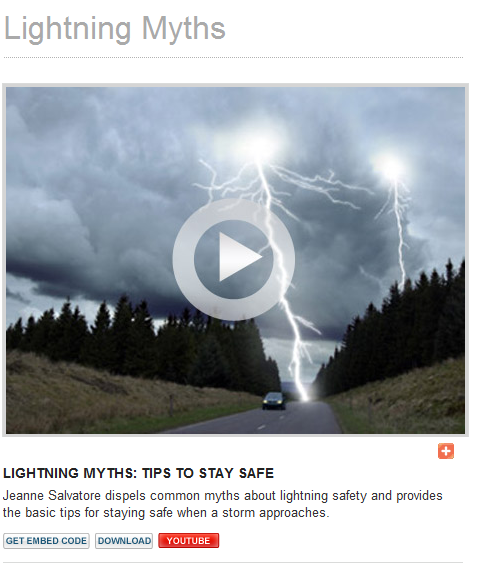 Lightning Myths
LIGHTNING MYTHS: TIPS TO STAY SAFE
Jeanne Salvatore dispels common myths about lightning safety and provides
the basic tips for staying safe when a storm approaches.
GET EMBED CODE DOWNLOAD YOUTUBE